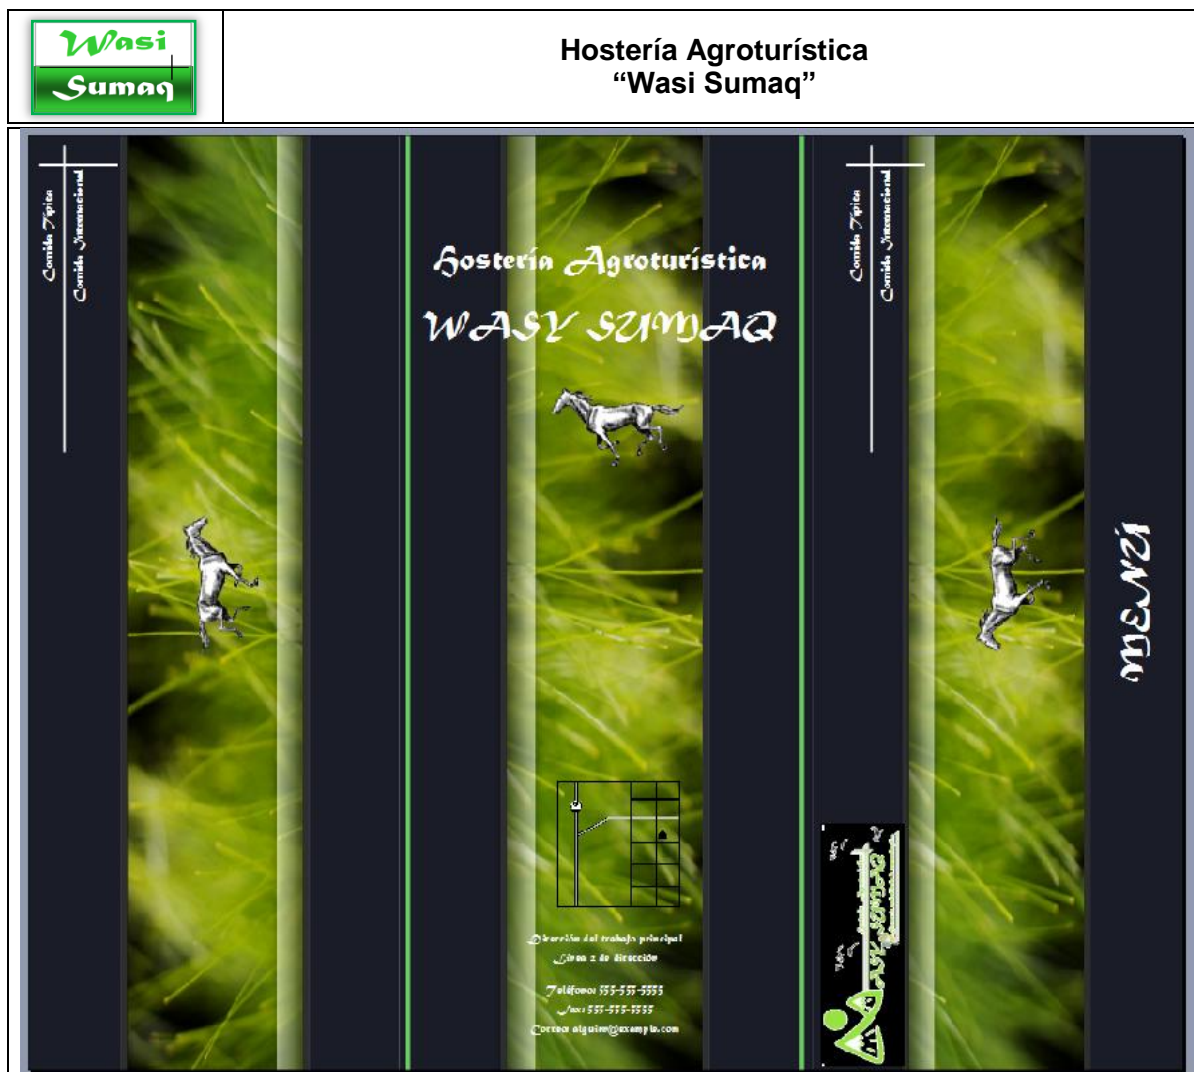 Wasi
Sumaq
Hostería Agroturística
“Wasi Sumaq”
Comida Típica
Comida Internacional
Hostería Agroturística
WASY SUMAQ
Dirección del trabajo principal
Línea 2 de dirección
Teléfono: 555-555-5555
Fax: 555-555-5555
Correo: alguien@example.com
Comida Típica
Comida Internacional
MENÚ